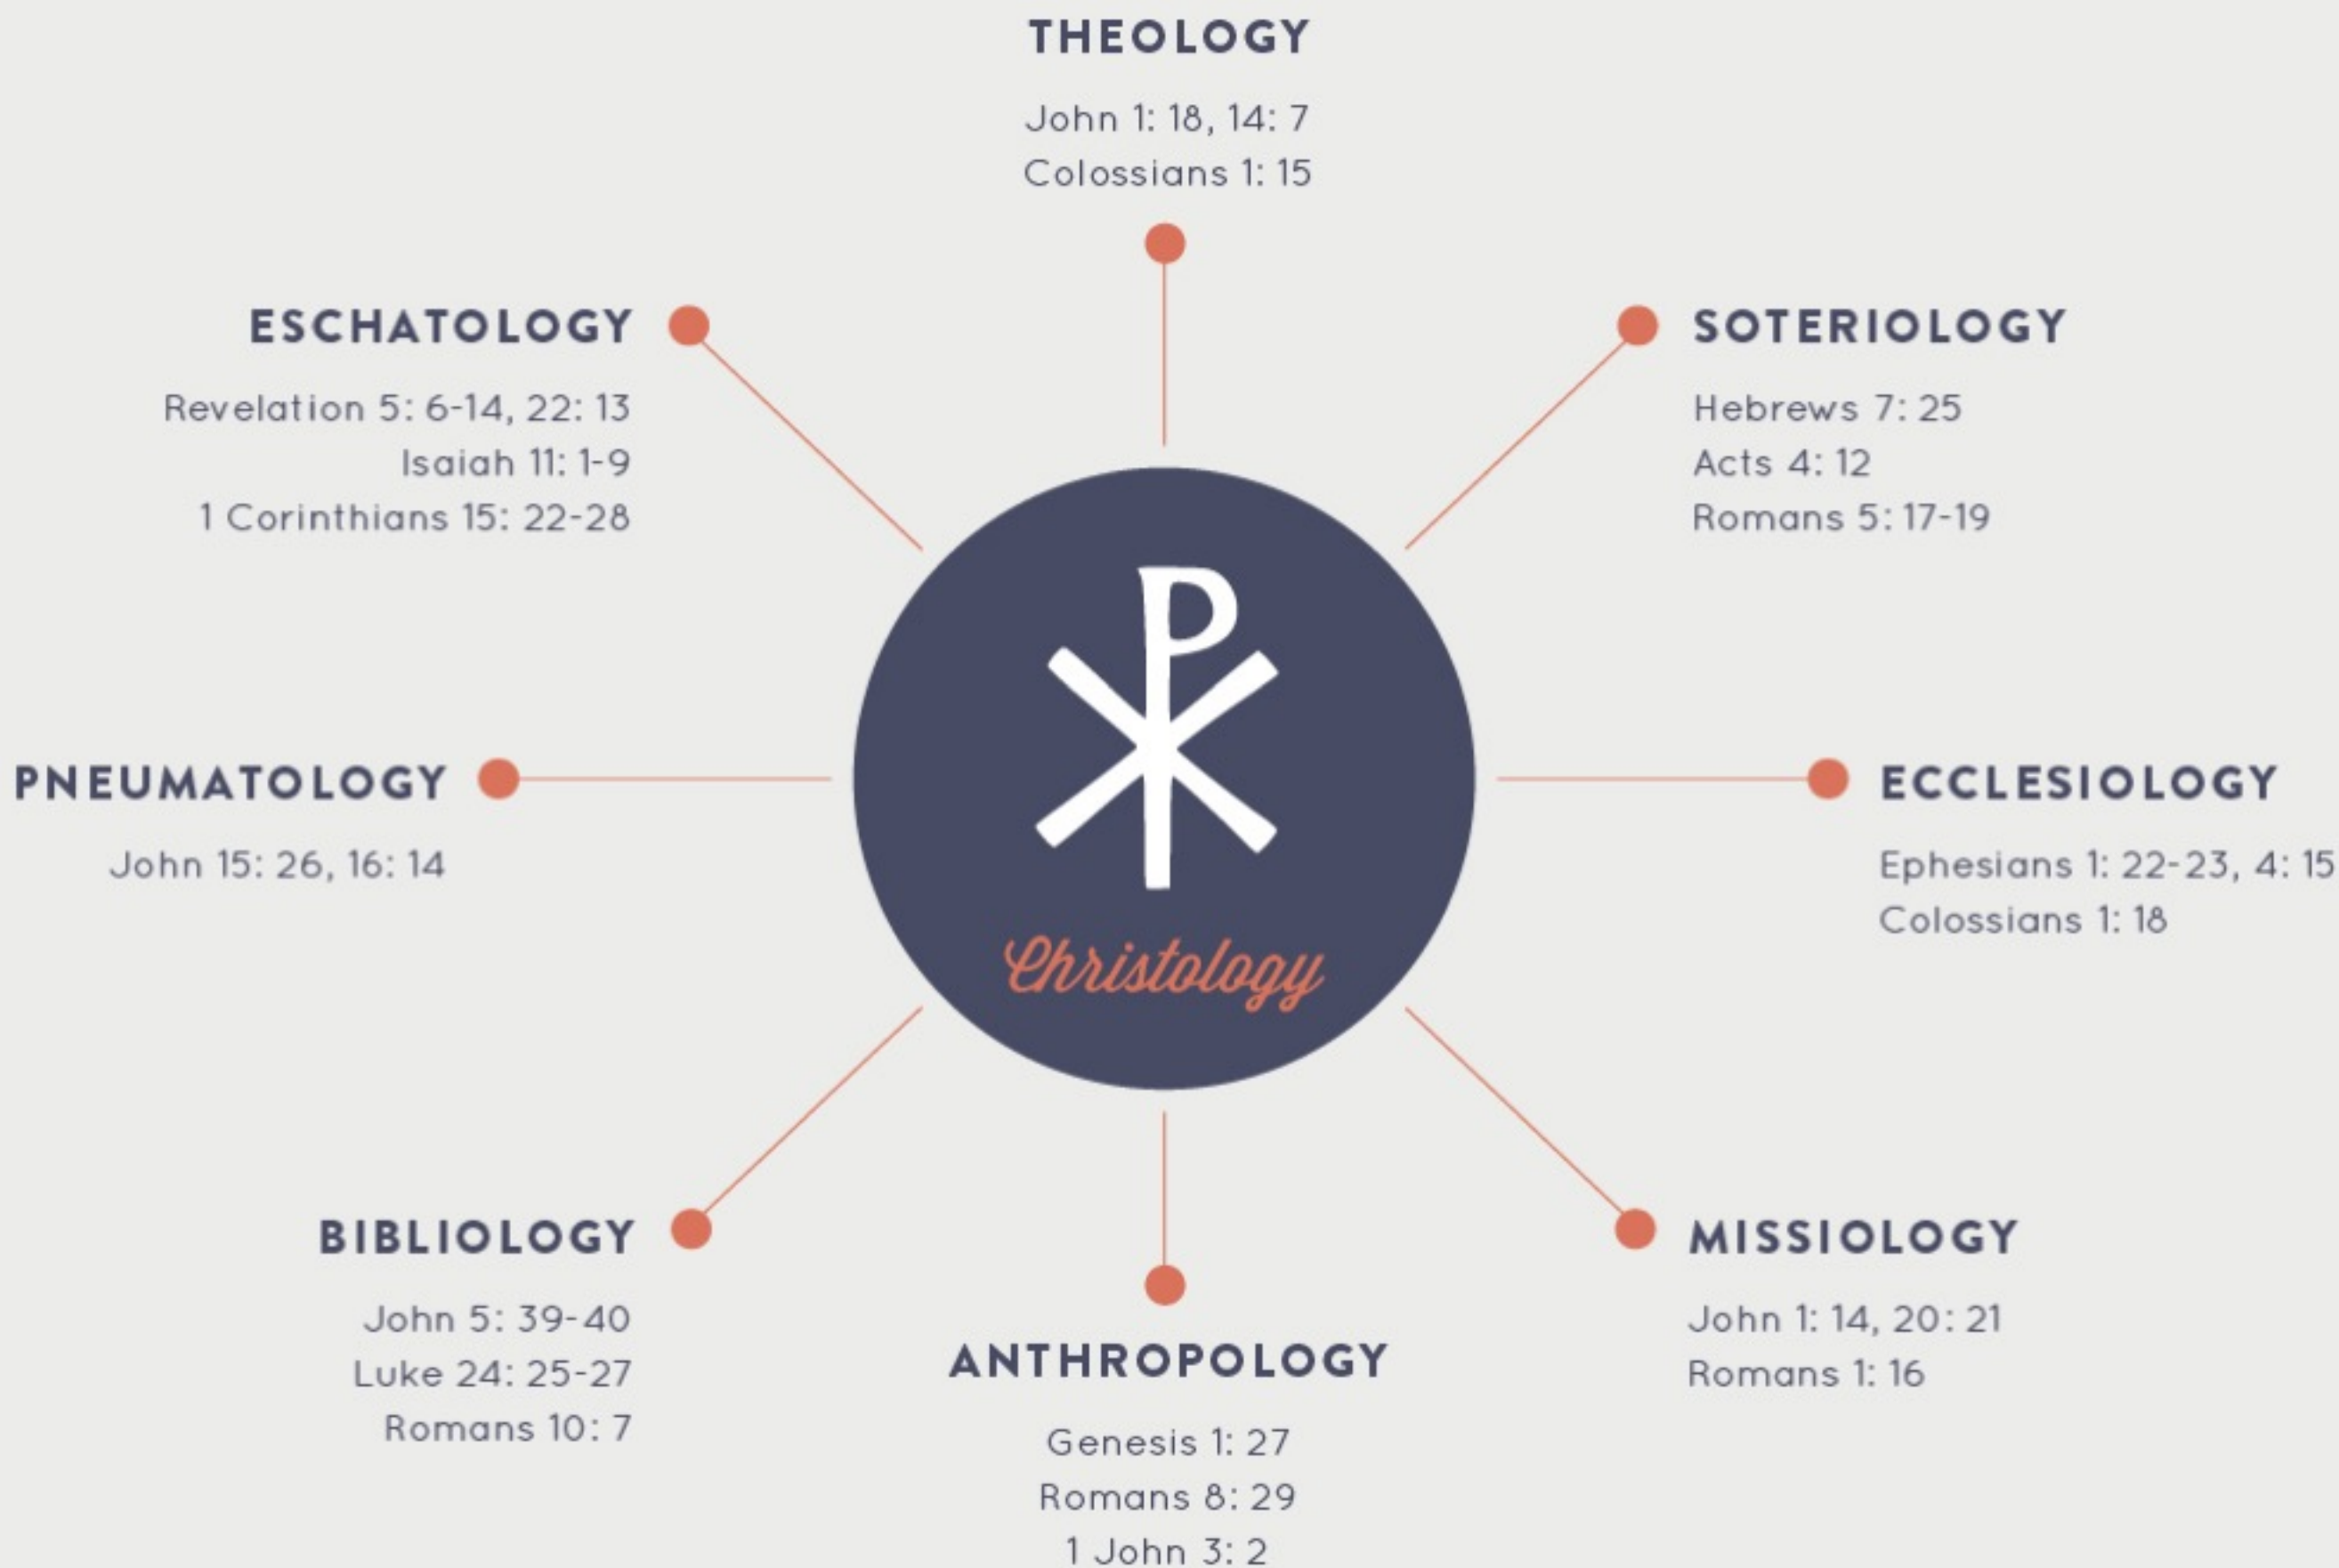 THEOLOGY
John 1: 18, 14: 7
Colossians 1: 15
ESCHATOLOGY
Revelation 5: 6-14, 22: 13
Isaiah 11: 1-9
1 Corinthians 15: 22-28
SOTERIOLOGY
Hebrews 7: 25
Acts 4: 12
Romans 5: 17-19
PNEUMATOLOGY
John 15: 26, 16: 14
Christology
ECCLESIOLOGY
Ephesians 1: 22-23, 4: 15
Colossians 1: 18
BIBLIOLOGY
John 5: 39-40
Luke 24: 25-27
Romans 10: 7
ANTHROPOLOGY
Genesis 1: 27
Romans 8: 29
1 John 3: 2
MISSIOLOGY
John 1: 14, 20: 21
Romans 1: 16